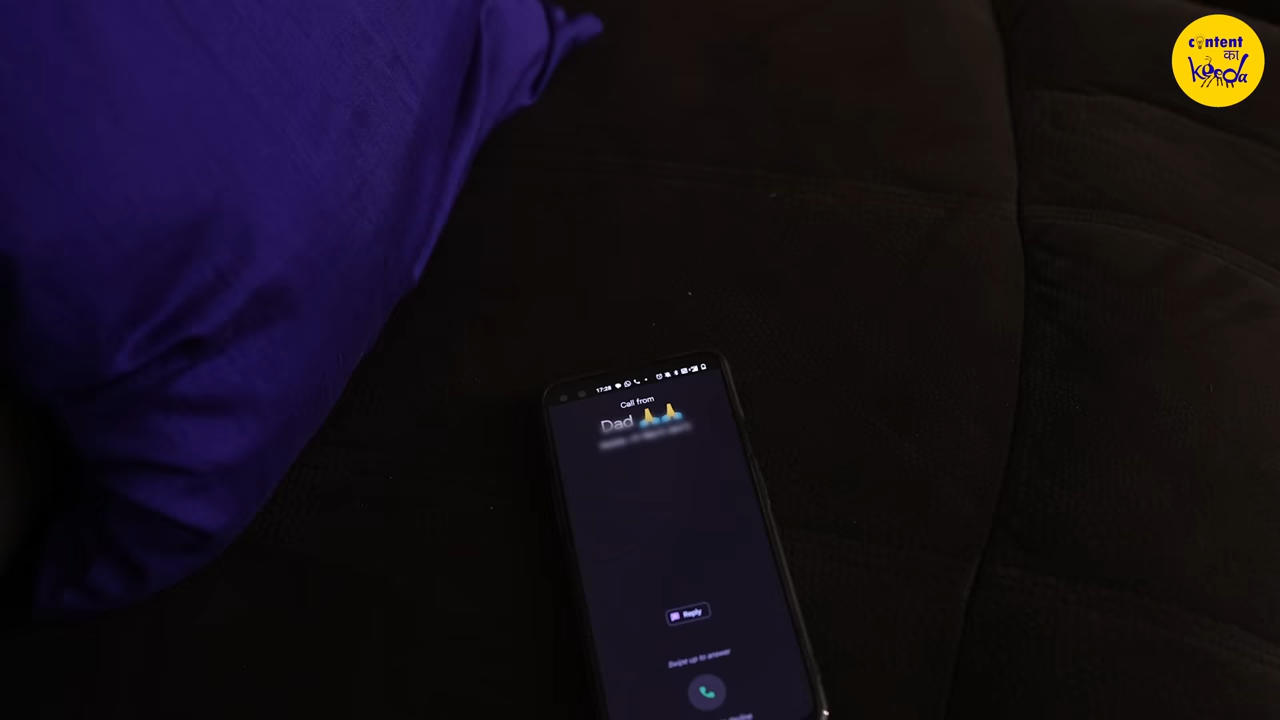 content
का
keeda
17:28
Call from
Dad 🙏🙏
Reply
Swipe up to answer